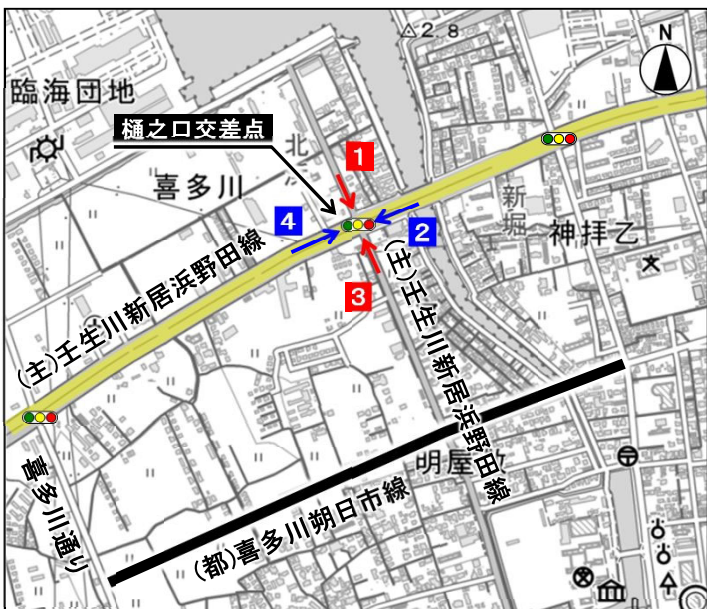 △2.8
N
臨海団地
樋之口交差点
1
北
喜多川
4
2
新堀
神拝乙
3
(主)壬生川新居浜野田線
(主)壬生川新居浜野田線
明屋敷
喜多川通り
(都)喜多川朔日市線